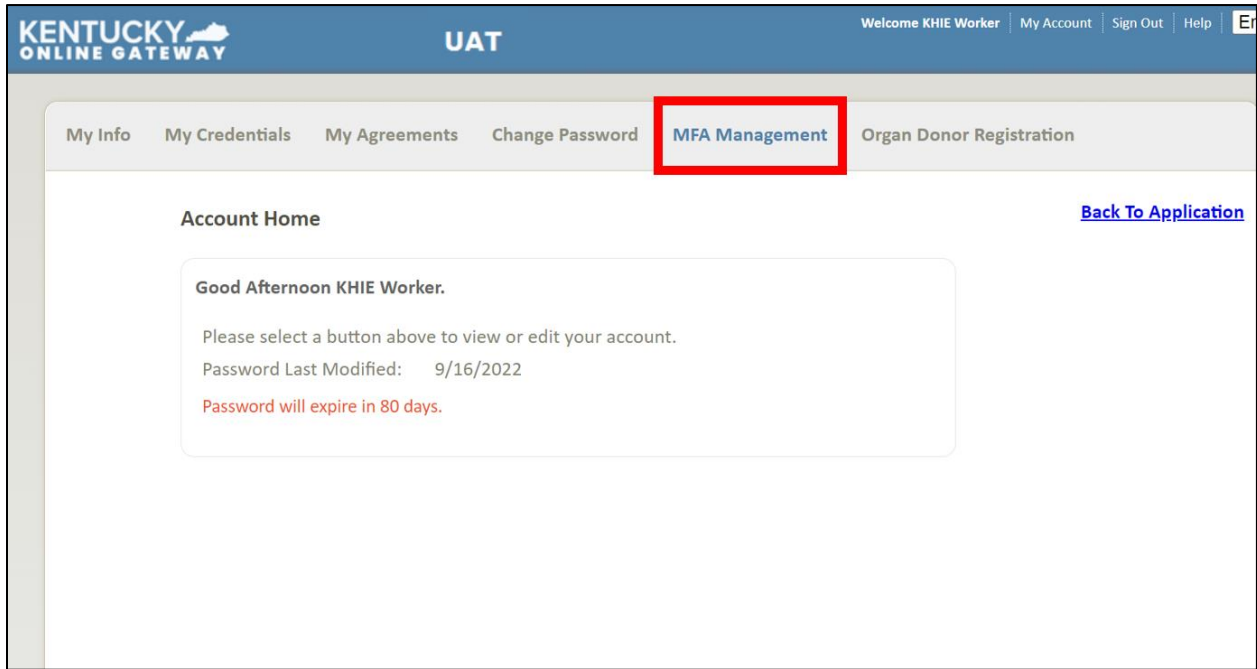 KENTUCKY
ONLINE GATEWAY
UAT
Welcome KHIE Worker My Account Sign Out Help
My Info My Credentials My Agreements Change Password MFA Management Organ Donor Registration
Account Home
Back To Application
Good Afternoon KHIE Worker.
Please select a button above to view or edit your account.
Password Last Modified: 9/16/2022
Password will expire in 80 days.